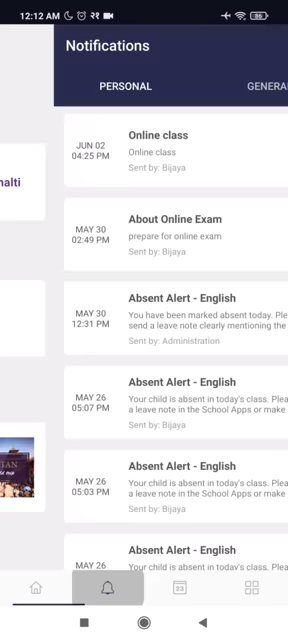 12:12 AM २१ 86
Notifications
PERSONAL
GENERA
nalti
JUN 02
04:25 PM
Online class
Online class
Sent by: Bijaya
MAY 30
02:49 PM
About Online Exam
prepare for online exam
Sent by: Bijaya
MAY 30
12:31 PM
Absent Alert - English
You have been marked absent today. Ple
send a leave note clearly mentioning the
Sent by: Administration
MAY 26
05:07 PM
Absent Alert - English
Your child is absent in today's class. Plea
a leave note in the School Apps or make
Sent by: Bijaya
MAY 26
05:03 PM
Absent Alert - English
Your child is absent in today's class. Plea
a leave note in the School Apps or make
Sent by: Bijaya
MAY 26
Absent Alert - English
Your child is absent in today's class. Plea